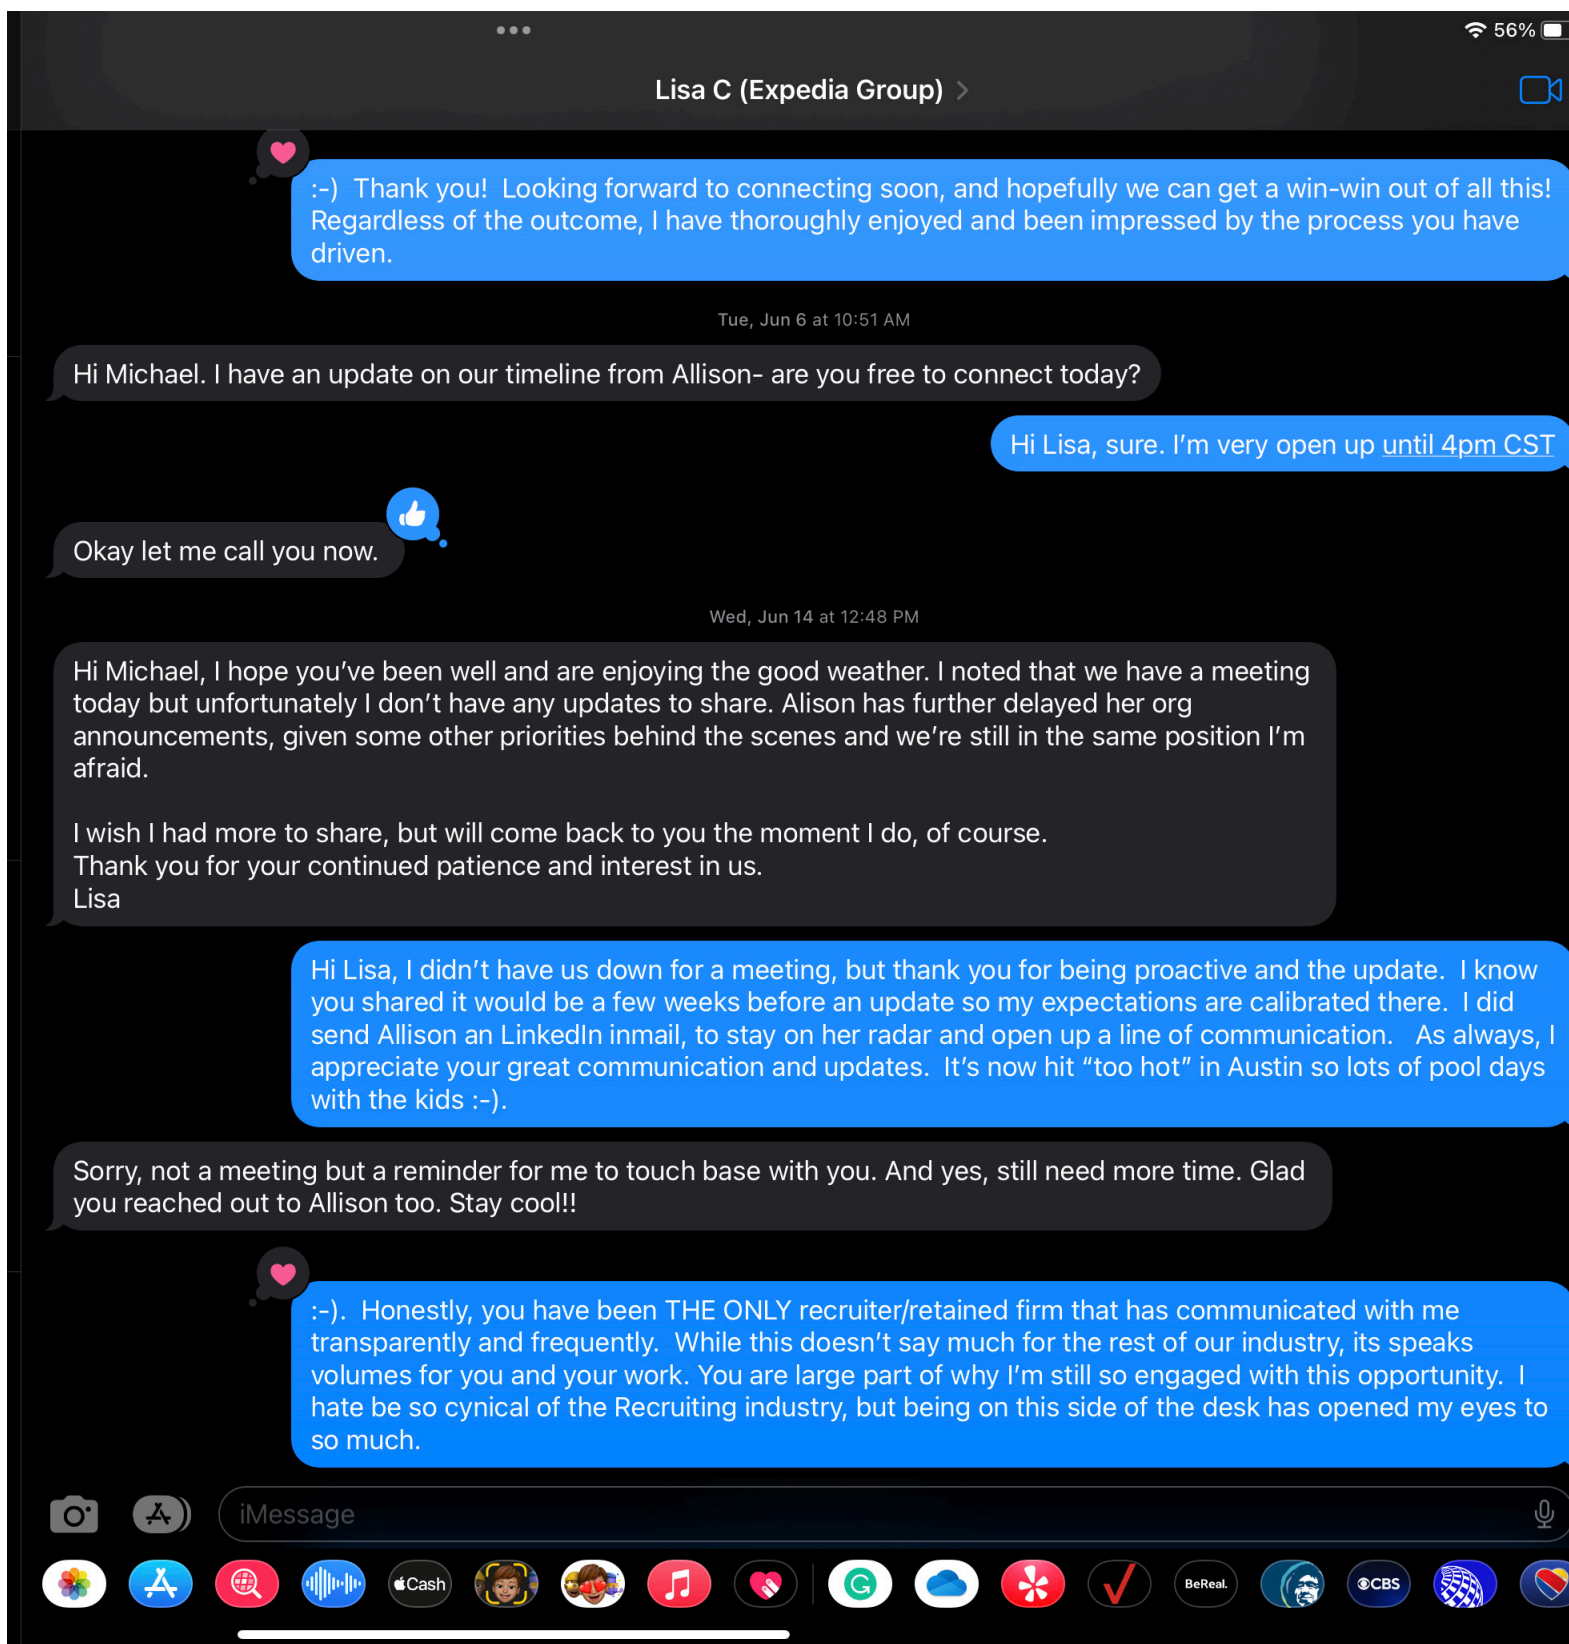 56%
Lisa C (Expedia Group)
:-)  Thank you!  Looking forward to connecting soon, and hopefully we can get a win-win out of all this!
Regardless of the outcome, I have thoroughly enjoyed and been impressed by the process you have
driven.
Tue, Jun 6 at 10:51 AM
Hi Michael. I have an update on our timeline from Allison- are you free to connect today?
Hi Lisa, sure. I’m very open up until 4pm CST
Okay let me call you now.
Wed, Jun 14 at 12:48 PM
Hi Michael, I hope you’ve been well and are enjoying the good weather. I noted that we have a meeting
today but unfortunately I don’t have any updates to share. Alison has further delayed her org
announcements, given some other priorities behind the scenes and we’re still in the same position I’m
afraid.
I wish I had more to share, but will come back to you the moment I do, of course.
Thank you for your continued patience and interest in us.
Lisa
Hi Lisa, I didn’t have us down for a meeting, but thank you for being proactive and the update.  I know
you shared it would be a few weeks before an update so my expectations are calibrated there.  I did
send Allison an LinkedIn inmail, to stay on her radar and open up a line of communication.   As always, I
appreciate your great communication and updates.  It’s now hit “too hot” in Austin so lots of pool days
with the kids :-).
Sorry, not a meeting but a reminder for me to touch base with you. And yes, still need more time. Glad
you reached out to Allison too. Stay cool!!
:-).  Honestly, you have been THE ONLY recruiter/retained firm that has communicated with me
transparently and frequently.  While this doesn’t say much for the rest of our industry, its speaks
volumes for you and your work. You are large part of why I’m still so engaged with this opportunity.  I
hate be so cynical of the Recruiting industry, but being on this side of the desk has opened my eyes to
so much.
iMessage
Cash
G
BeReal.
CBS